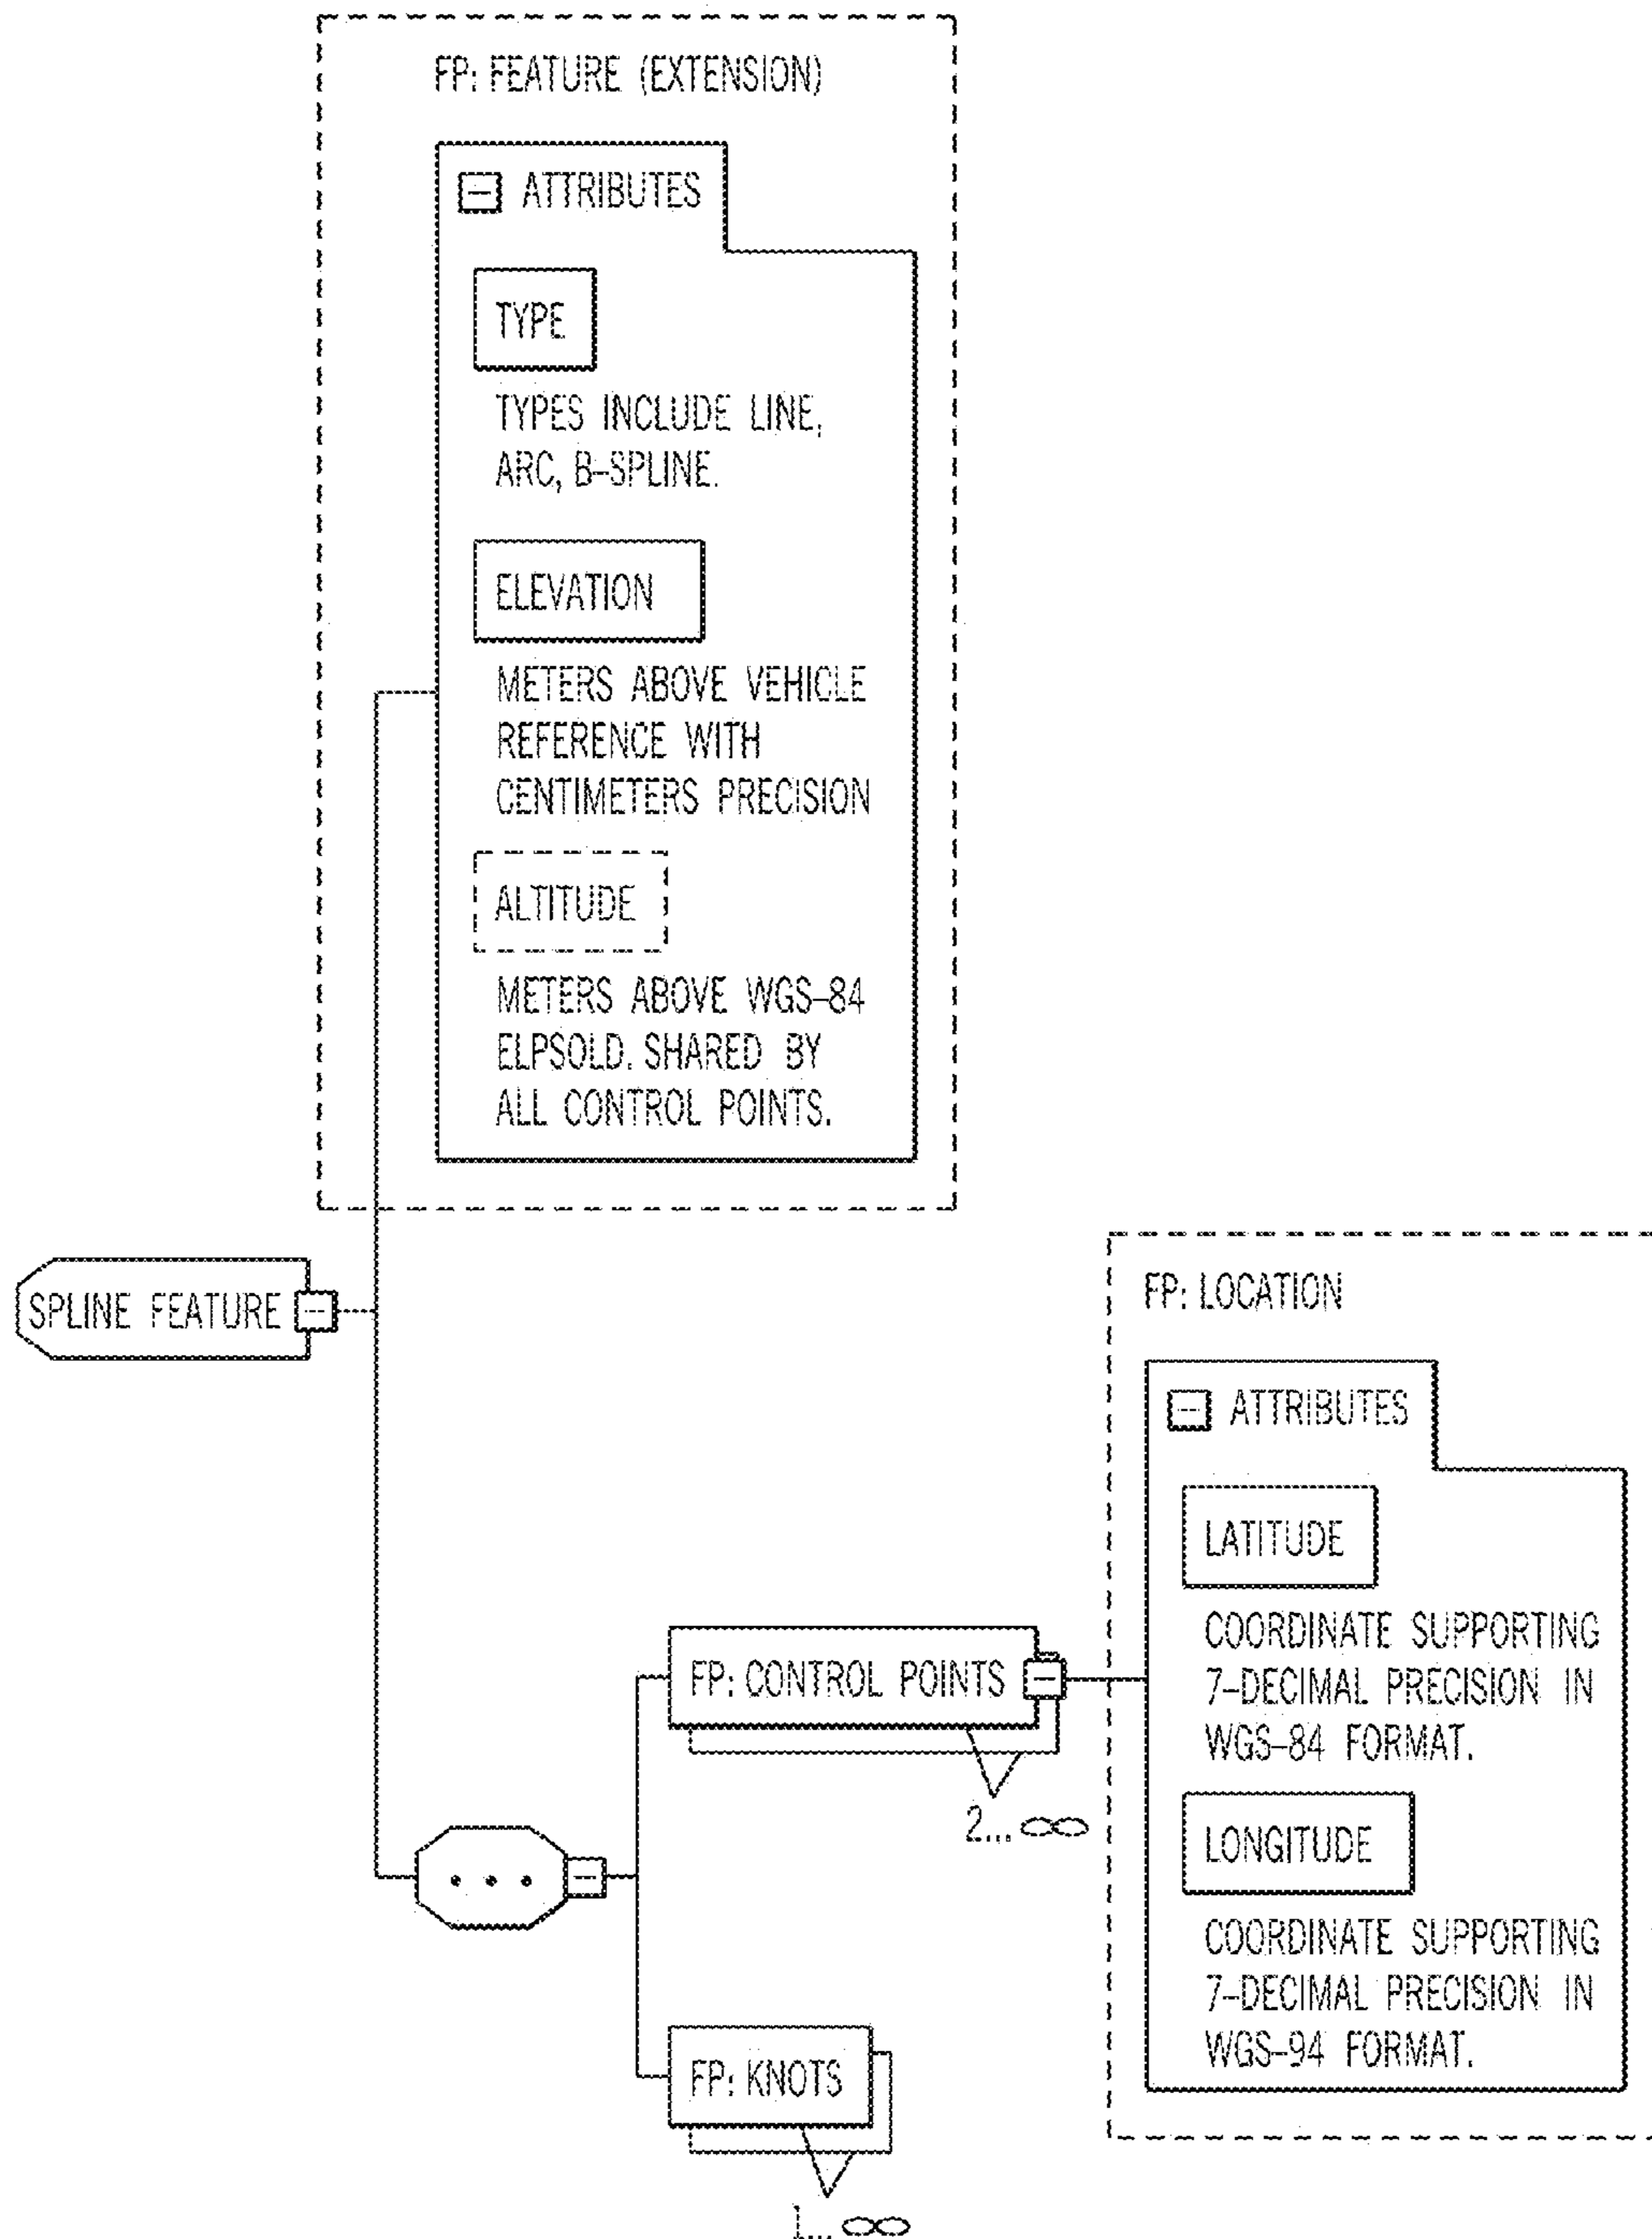 FP: FEATURE (EXTENSION)
ATTRIBUTES
TYPE
TYPES INCLUDE LINE,
ARC, B-SPLINE.
ELEVATION
METERS ABOVE VEHICLE
REFERENCE WITH
CENTIMETERS PRECISION
ALTITUDE
METERS ABOVE WGS-84
ELPSOLD. SHARED BY
ALL CONTROL POINTS.
SPLINE FEATURE
FP: LOCATION
ATTRIBUTES
LATITUDE
COORDINATE SUPPORTING
7-DECIMAL PRECISION IN
WGS-84 FORMAT.
LONGITUDE
COORDINATE SUPPORTING
7-DECIMAL PRECISION IN
WGS-94 FORMAT.
FP: CONTROL POINTS
2... ∞
• • •
FP: KNOTS
1... ∞